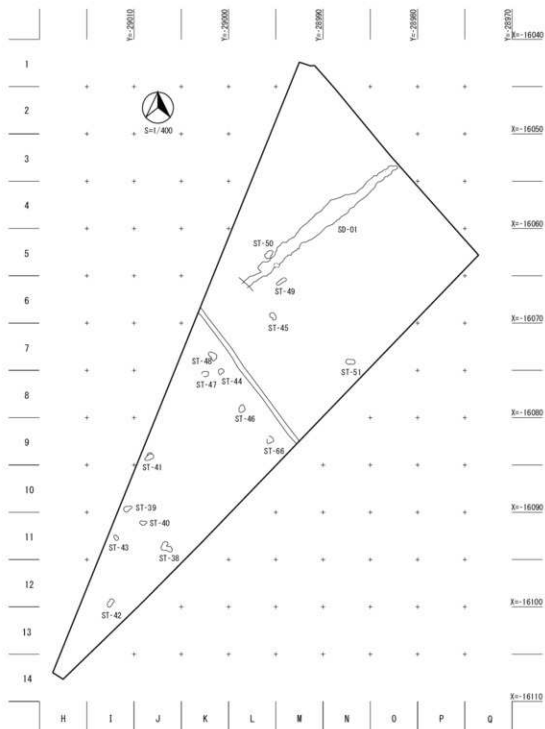 Y=-29010
Y=-29000
Y=-28990
Y=-28980
Y=-28970
X=-16040
1
2
S=1/400
X=-16050
3
4
SD-01
X=-16060
5
ST-50
ST-49
6
ST-45
X=-16070
7
ST-48
ST-51
ST-47
ST-44
8
ST-46
X=-16080
9
ST-66
ST-41
10
ST-39
X=-16090
ST-40
11
ST-43
ST-38
12
X=-16100
ST-42
13
14
X=-16110
H I J K L M N O P Q